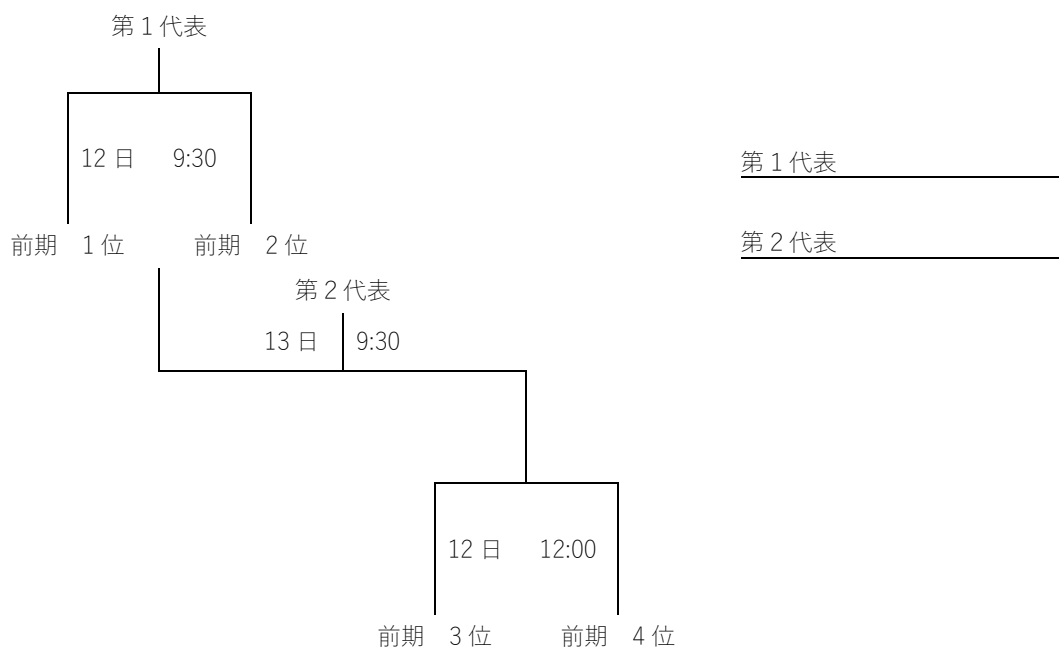 第１代表
12 日 9:30
第１代表
前期 １位 前期 ２位
第２代表
第２代表
13 日 9:30
12 日 12:00
前期 ３位 前期 ４位